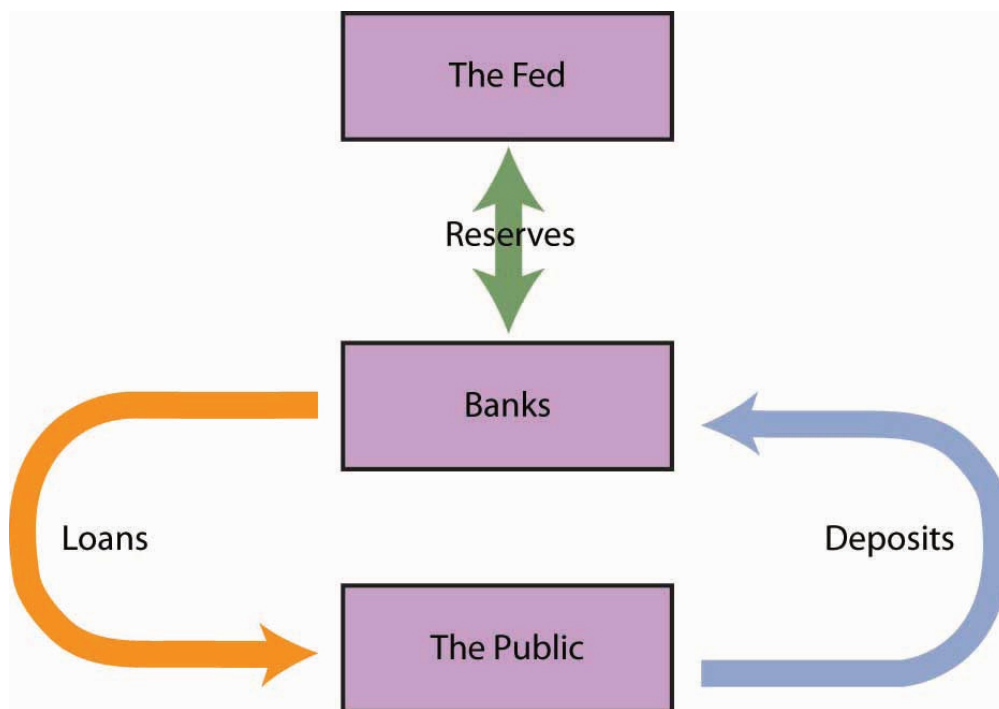 The Fed
Reserves
Banks
Loans
Deposits
The Public